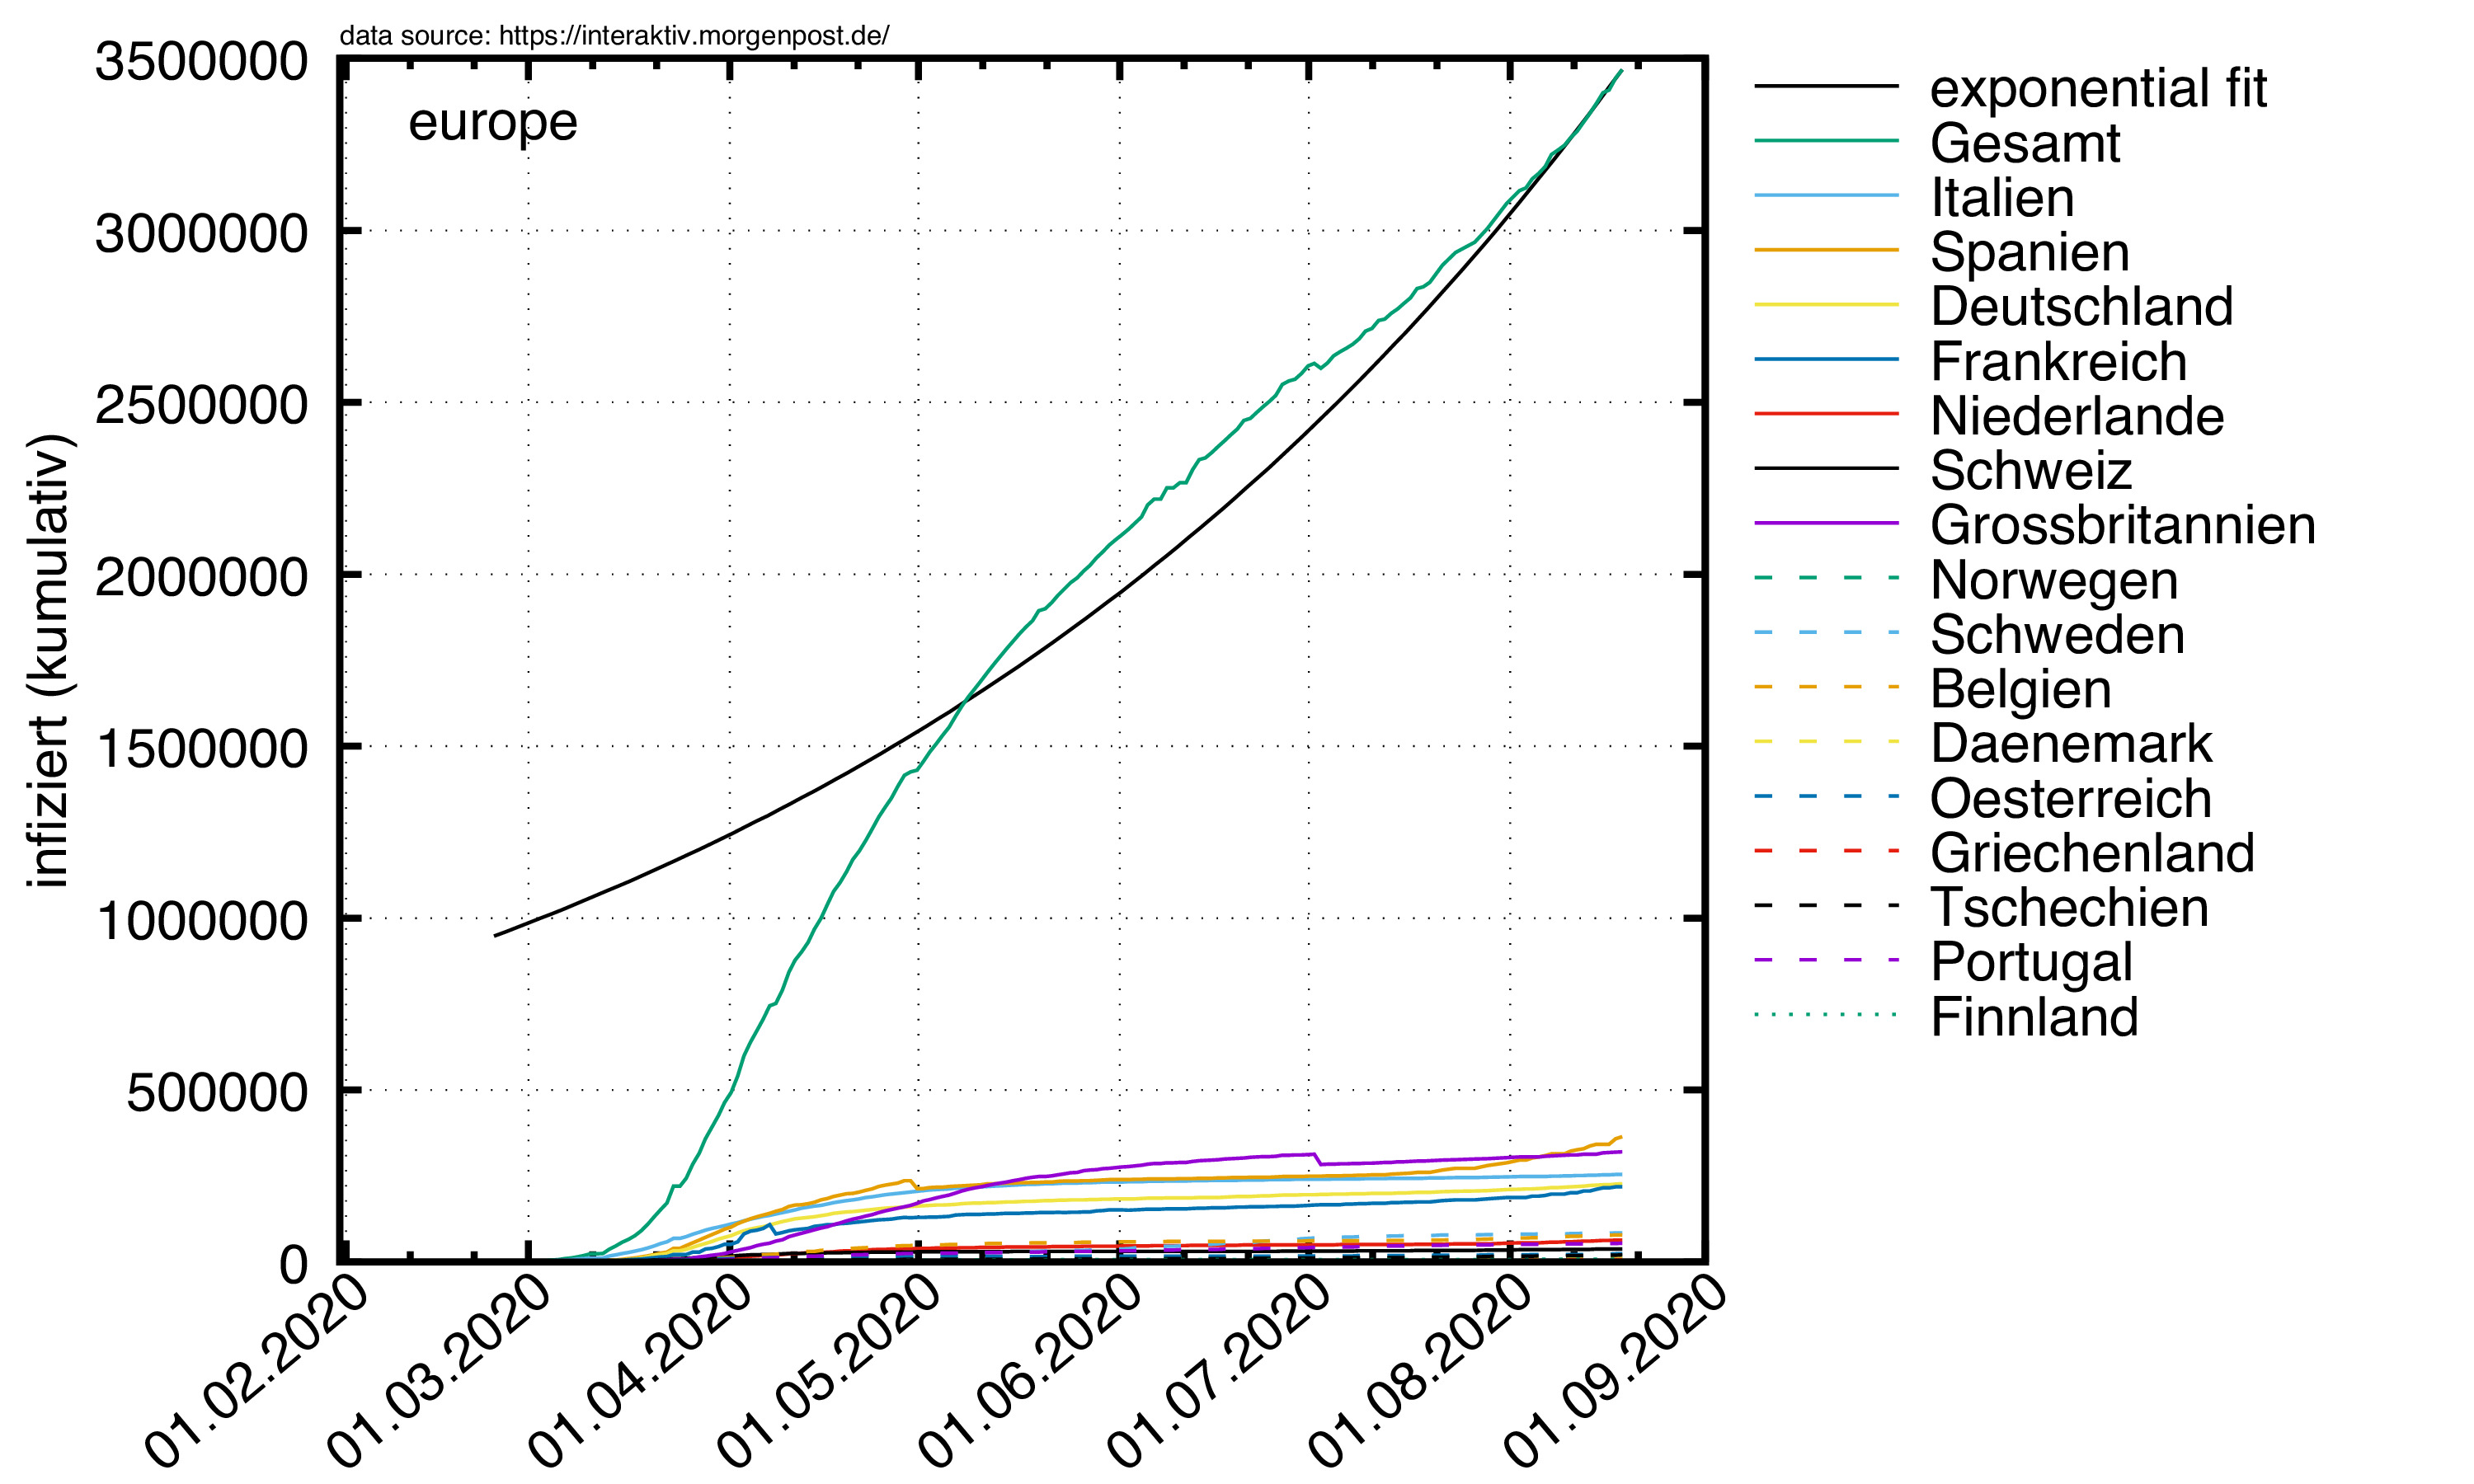 data source: https://interaktiv.morgenpost.de/
europe
infiziert (kumulativ)
3500000
3000000
2500000
2000000
1500000
1000000
500000
0
01.02.2020
01.03.2020
01.04.2020
01.05.2020
01.06.2020
01.07.2020
01.08.2020
01.09.2020
exponential fit
Gesamt
Italien
Spanien
Deutschland
Frankreich
Niederlande
Schweiz
Grossbritannien
Norwegen
Schweden
Belgien
Daenemark
Oesterreich
Griechenland
Tschechien
Portugal
Finnland